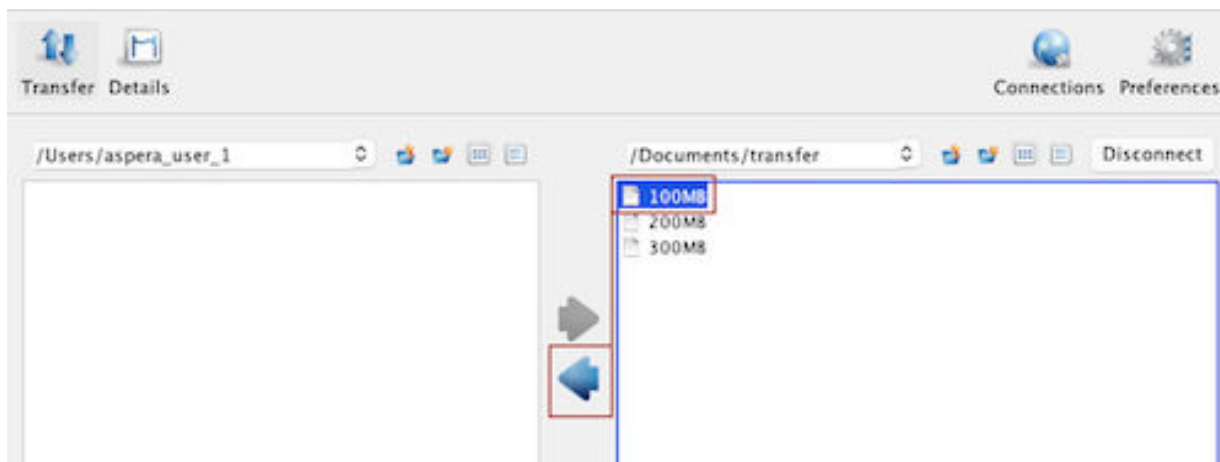 Transfer Details Connections Preferences
/Users/aspera_user_1 /Documents/transfer Disconnect
100MB
200MB
300MB